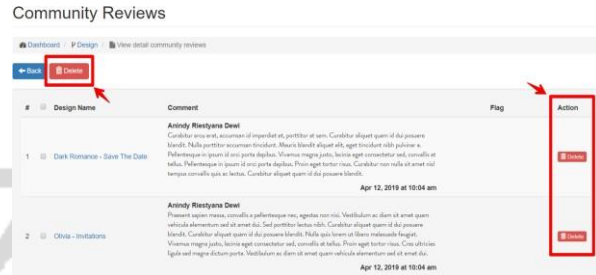 Community Reviews
Dashboard / Design / View detail community reviews
Back Delete
# Design Name Comment Flag Action
Anindy Riestyana Dewi
1 Dark Romance - Save The Date
Curabitur arcu erat, accumsan id imperdiet et, porttitor at sem. Curabitur aliquet quam id dui posuere
blandit. Nulla porttitor accumsan tincidunt. Mauris blandit aliquet elit, eget tincidunt nibh pulvinar a.
Pellentesque in ipsum id orci porta dapibus. Vivamus magna justo, lacinia eget consectetur sed, convallis at
tellus. Pellentesque in ipsum id orci porta dapibus. Proin eget tortor risus. Curabitur non nulla sit amet nisl
tempus convallis quis ac lectus. Curabitur aliquet quam id dui posuere blandit.
Delete
Apr 12, 2019 at 10:04 am
Anindy Riestyana Dewi
2 Olivia - Invitations
Praesent sapien massa, convallis a pellentesque nec, egestas non nisi. Vestibulum ac diam sit amet quam
vehicula elementum sed sit amet dui. Sed porttitor lectus nibh. Curabitur aliquet quam id dui posuere
blandit. Curabitur aliquet quam id dui posuere blandit. Nulla quis lorem ut libero malesuada feugiat.
Vivamus magna justo, lacinia eget consectetur sed, convallis at tellus. Proin eget tortor risus. Cras ultricies
ligula sed magna dictum porta. Vestibulum ac diam sit amet quam vehicula elementum sed sit amet dui.
Delete
Apr 12, 2019 at 10:04 am